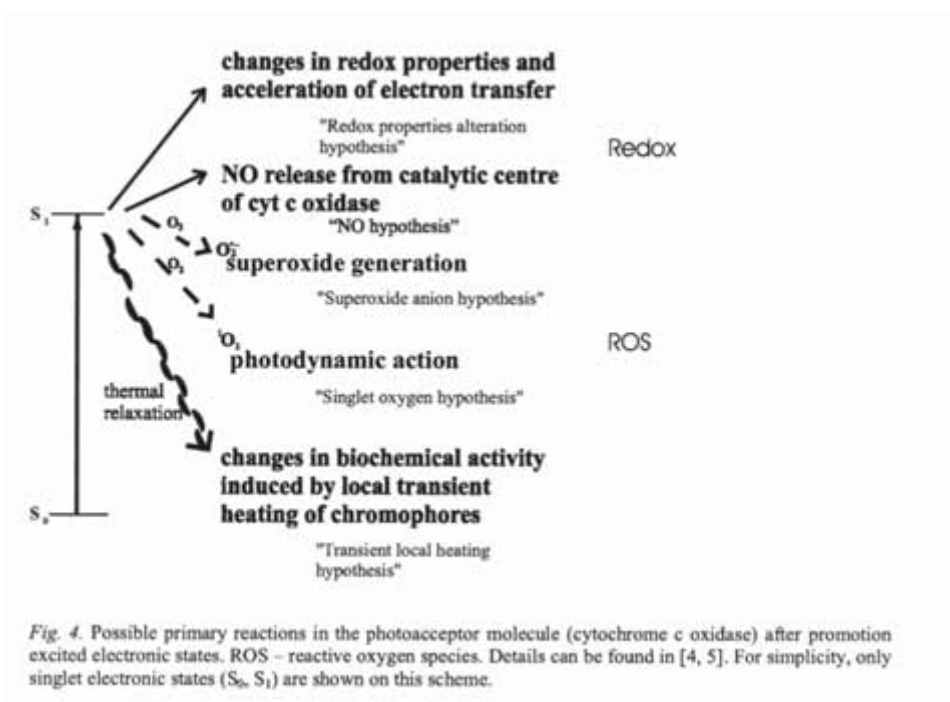 changes in redox properties and
acceleration of electron transfer
"Redox properties alteration
hypothesis"
Redox
NO release from catalytic centre
of cyt c oxidase
"NO hypothesis"
S₁
O₂
O₂⁻·
superoxide generation
"Superoxide anion hypothesis"
O₂
¹O₂
photodynamic action
ROS
"Singlet oxygen hypothesis"
thermal
relaxation
changes in biochemical activity
induced by local transient
heating of chromophores
S₀
"Transient local heating
hypothesis"
Fig. 4. Possible primary reactions in the photoacceptor molecule (cytochrome c oxidase) after promotion
excited electronic states. ROS – reactive oxygen species. Details can be found in [4, 5]. For simplicity, only
singlet electronic states (S₀, S₁) are shown on this scheme.